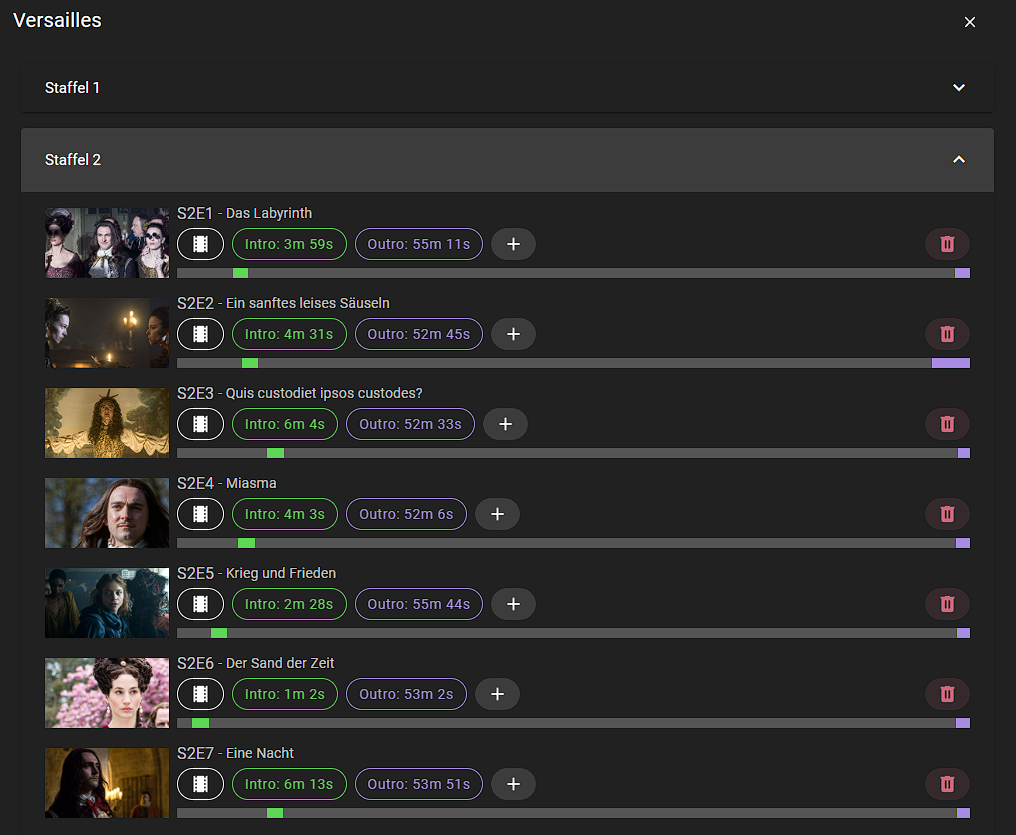 Versailles
Staffel 1
Staffel 2
S2E1 - Das Labyrinth
Intro: 3m 59s Outro: 55m 11s
S2E2 - Ein sanftes leises Säuseln
Intro: 4m 31s Outro: 52m 45s
S2E3 - Quis custodiet ipsos custodes?
Intro: 6m 4s Outro: 52m 33s
S2E4 - Miasma
Intro: 4m 3s Outro: 52m 6s
S2E5 - Krieg und Frieden
Intro: 2m 28s Outro: 55m 44s
S2E6 - Der Sand der Zeit
Intro: 1m 2s Outro: 53m 2s
S2E7 - Eine Nacht
Intro: 6m 13s Outro: 53m 51s